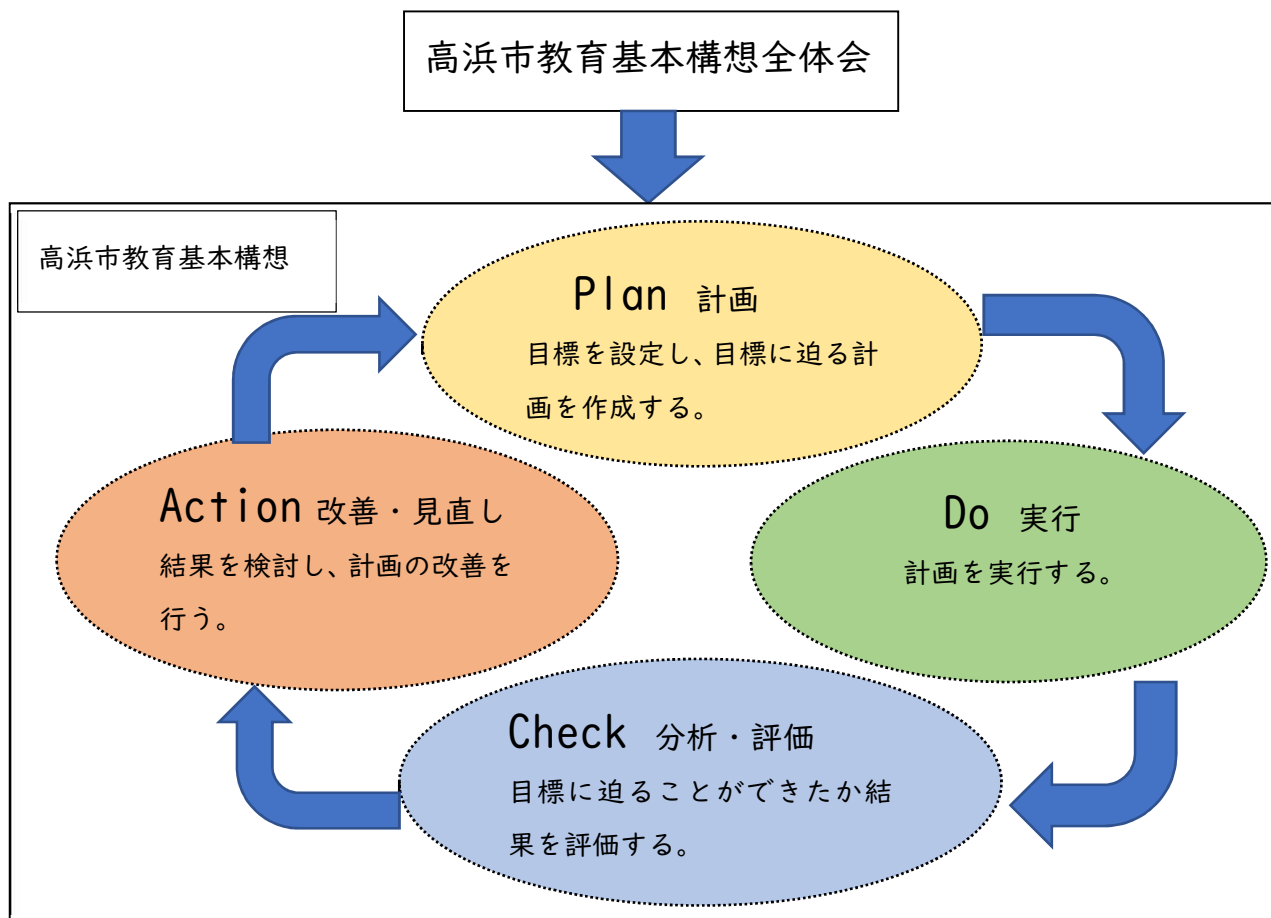 高浜市教育基本構想全体会
高浜市教育基本構想
Plan 計画
目標を設定し、目標に迫る計
画を作成する。
Do 実行
計画を実行する。
Check 分析・評価
目標に迫ることができたか結
果を評価する。
Action 改善・見直し
結果を検討し、計画の改善を
行う。